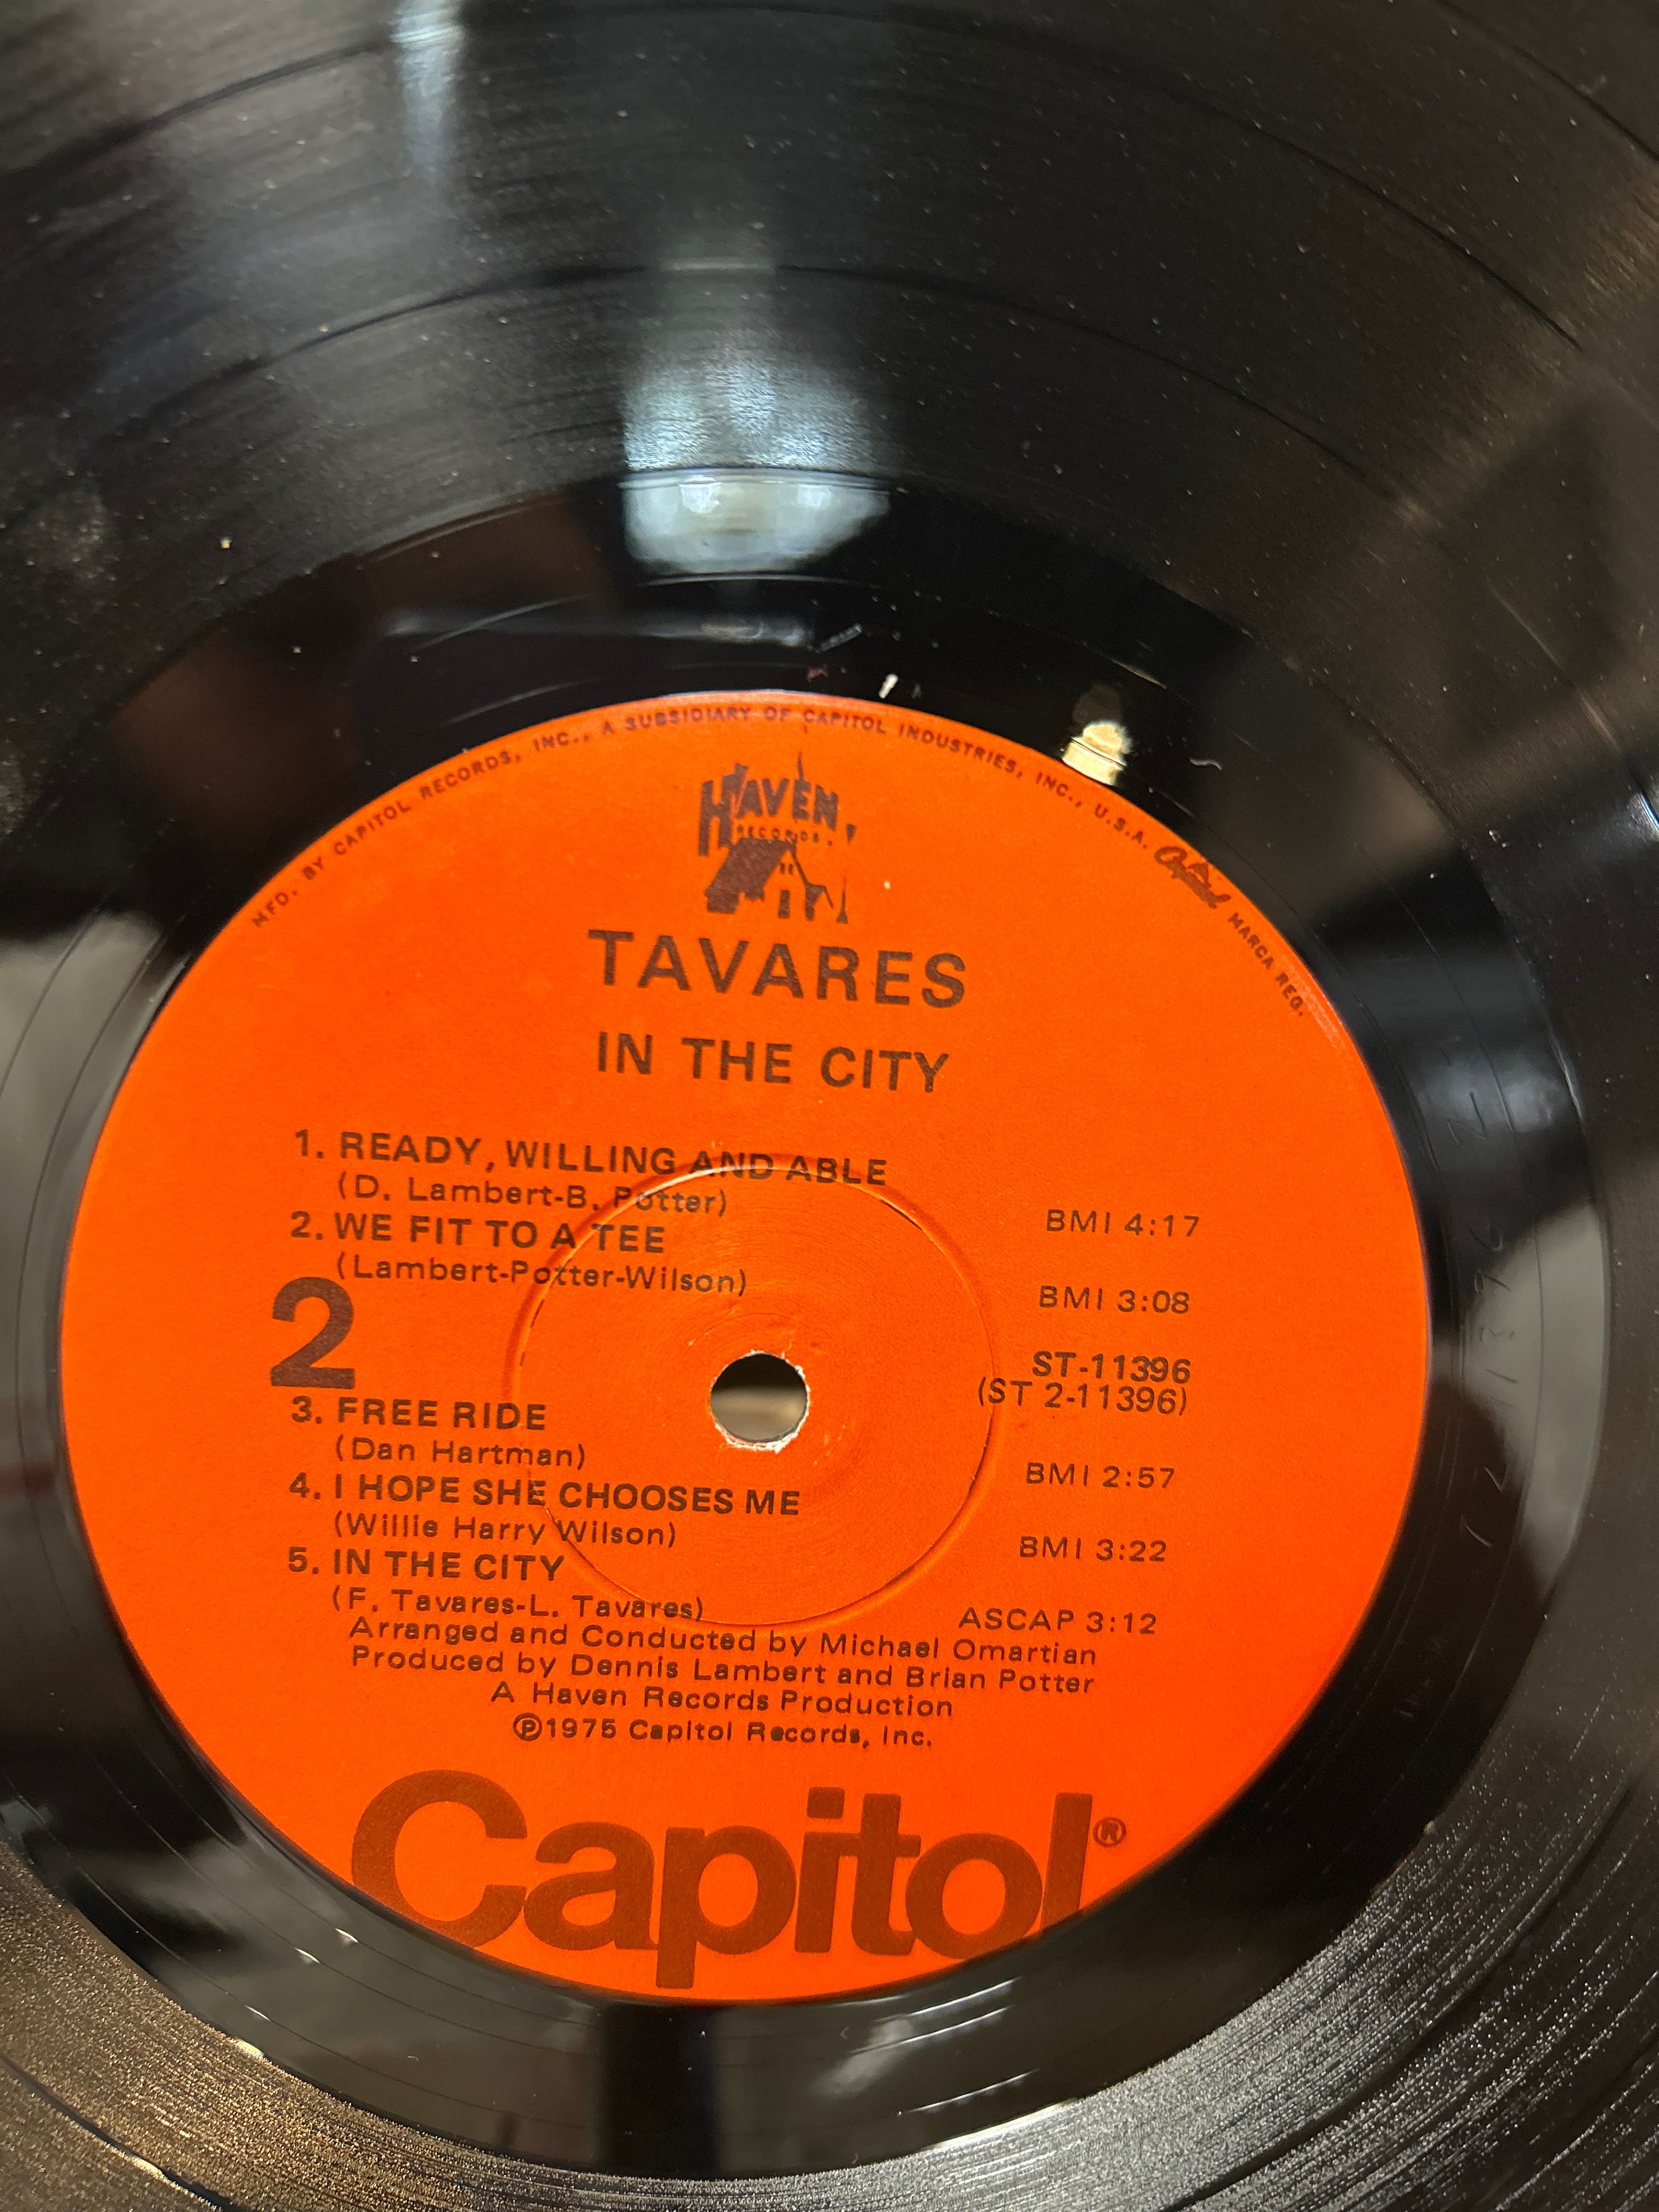 MFD. BY CAPITOL RECORDS, INC., A SUBSIDIARY OF CAPITOL INDUSTRIES, INC., U.S.A. Capitol MARCA REG.
HAVEN
RECORDS
TAVARES
IN THE CITY
1. READY, WILLING AND ABLE
(D. Lambert-B. Potter) BMI 4:17
2. WE FIT TO A TEE
(Lambert-Potter-Wilson) BMI 3:08
2
ST-11396
(ST 2-11396)
3. FREE RIDE
(Dan Hartman) BMI 2:57
4. I HOPE SHE CHOOSES ME
(Willie Harry Wilson) BMI 3:22
5. IN THE CITY
(F. Tavares-L. Tavares) ASCAP 3:12
Arranged and Conducted by Michael Omartian
Produced by Dennis Lambert and Brian Potter
A Haven Records Production
Ⓟ1975 Capitol Records, Inc.
Capitol®